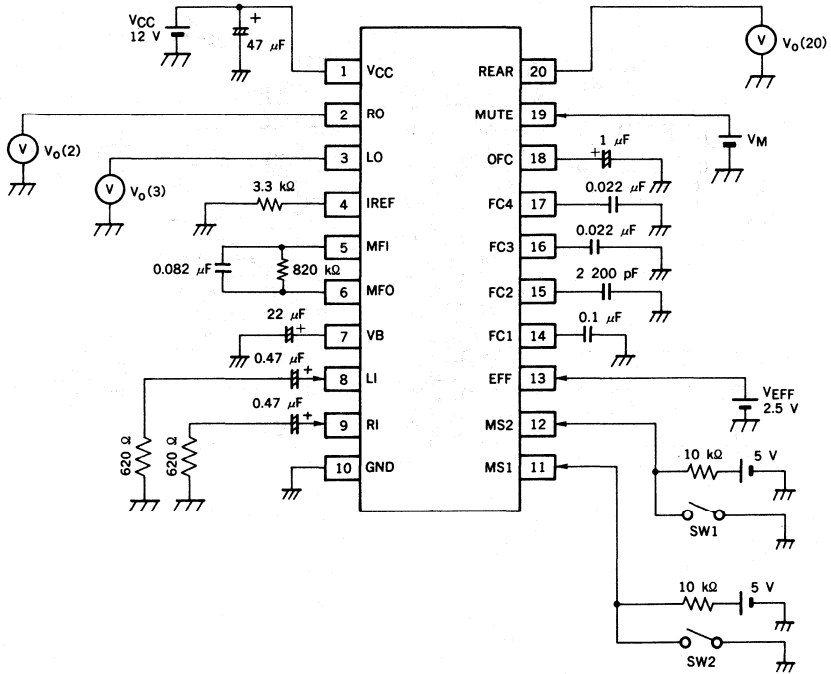 VCC
12 V
+
47 μF
1 VCC
REAR 20
V
Vo(20)
2 RO
MUTE 19
V
Vo(2)
3 LO
OFC 18
1 μF
+
VM
V
Vo(3)
3.3 kΩ
4 IREF
FC4 17
0.022 μF
5 MFI
FC3 16
0.022 μF
0.082 μF
820 kΩ
6 MFO
FC2 15
2 200 pF
22 μF
+
7 VB
FC1 14
0.1 μF
0.47 μF
+
8 LI
EFF 13
VEFF
2.5 V
0.47 μF
+
9 RI
MS2 12
620 Ω
620 Ω
10 GND
MS1 11
10 kΩ
5 V
SW1
10 kΩ
5 V
SW2